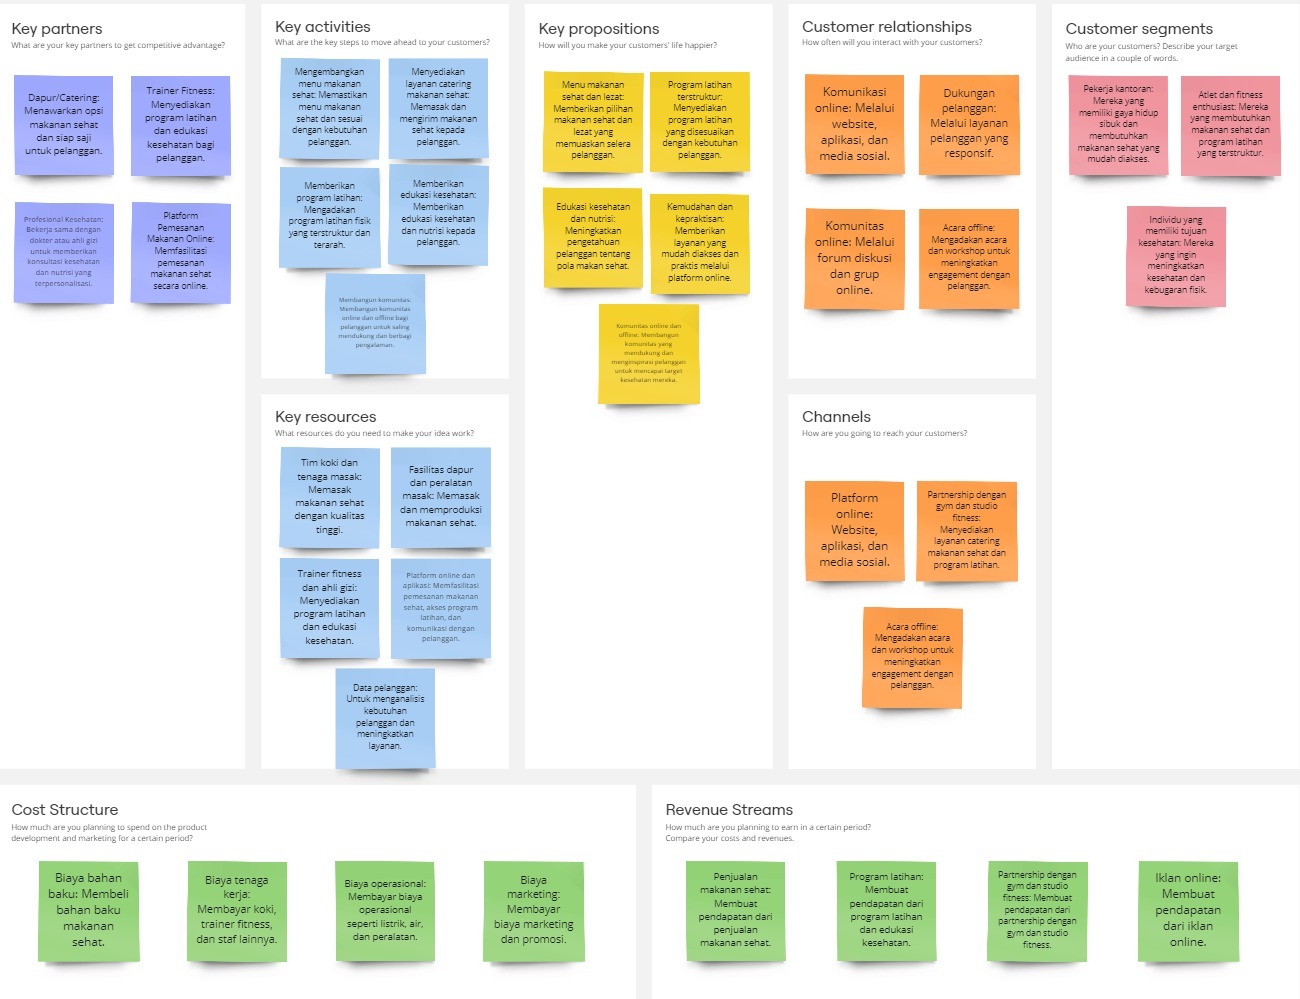 Key partners
What are your key partners to get competitive advantage?
Dapur/Catering:
Menawarkan opsi
makanan sehat
dan siap saji
untuk pelanggan.
Trainer Fitness:
Menyediakan
program latihan
dan edukasi
kesehatan bagi
pelanggan.
Profesional Kesehatan:
Bekerja sama dengan
dokter atau ahli gizi
untuk memberikan
konsultasi kesehatan
dan nutrisi yang
terpersonalisasi.
Platform
Pemesanan
Makanan Online:
Memfasilitasi
pemesanan
makanan sehat
secara online.
Key activities
What are the key steps to move ahead to your customers?
Mengembangkan
menu makanan
sehat: Memastikan
menu makanan
sehat dan sesuai
dengan kebutuhan
pelanggan.
Menyediakan
layanan catering
makanan sehat:
Memasak dan
mengirim makanan
sehat kepada
pelanggan.
Memberikan
program latihan:
Mengadakan
program latihan fisik
yang terstruktur dan
terarah.
Memberikan
edukasi kesehatan:
Memberikan
edukasi kesehatan
dan nutrisi kepada
pelanggan.
Membangun komunitas:
Membangun komunitas
online dan offline bagi
pelanggan untuk saling
mendukung dan berbagi
pengalaman.
Key resources
What resources do you need to make your idea work?
Tim koki dan
tenaga masak:
Memasak
makanan sehat
dengan kualitas
tinggi.
Fasilitas dapur
dan peralatan
masak: Memasak
dan memproduksi
makanan sehat.
Trainer fitness
dan ahli gizi:
Menyediakan
program latihan
dan edukasi
kesehatan.
Platform online dan
aplikasi: Memfasilitasi
pemesanan makanan
sehat, akses program
latihan, dan
komunikasi dengan
pelanggan.
Data pelanggan:
Untuk menganalisis
kebutuhan
pelanggan dan
meningkatkan
layanan.
Key propositions
How will you make your customers' life happier?
Menu makanan
sehat dan lezat:
Memberikan pilihan
makanan sehat dan
lezat yang
memuaskan selera
pelanggan.
Program latihan
terstruktur:
Menyediakan
program latihan
yang disesuaikan
dengan kebutuhan
pelanggan.
Edukasi kesehatan
dan nutrisi:
Meningkatkan
pengetahuan
pelanggan tentang
pola makan sehat.
Kemudahan dan
kepraktisan:
Memberikan
layanan yang
mudah diakses dan
praktis melalui
platform online.
Komunitas online dan
offline: Membangun
komunitas yang
mendukung dan
menginspirasi pelanggan
untuk mencapai target
kesehatan mereka.
Customer relationships
How often will you interact with your customers?
Komunikasi
online: Melalui
website,
aplikasi, dan
media sosial.
Dukungan
pelanggan:
Melalui layanan
pelanggan yang
responsif.
Komunitas
online: Melalui
forum diskusi
dan grup
online.
Acara offline:
Mengadakan acara
dan workshop untuk
meningkatkan
engagement dengan
pelanggan.
Channels
How are you going to reach your customers?
Platform
online:
Website,
aplikasi, dan
media sosial.
Partnership dengan
gym dan studio
fitness:
Menyediakan
layanan catering
makanan sehat dan
program latihan.
Acara offline:
Mengadakan acara
dan workshop untuk
meningkatkan
engagement dengan
pelanggan.
Customer segments
Who are your customers? Describe your target
audience in a couple of words.
Pekerja kantoran:
Mereka yang
memiliki gaya hidup
sibuk dan
membutuhkan
makanan sehat yang
mudah diakses.
Atlet dan fitness
enthusiast: Mereka
yang membutuhkan
makanan sehat dan
program latihan
yang terstruktur.
Individu yang
memiliki tujuan
kesehatan: Mereka
yang ingin
meningkatkan
kesehatan dan
kebugaran fisik.
Cost Structure
How much are you planning to spend on the product
development and marketing for a certain period?
Biaya bahan
baku: Membeli
bahan baku
makanan
sehat.
Biaya tenaga
kerja:
Membayar koki,
trainer fitness,
dan staf lainnya.
Biaya operasional:
Membayar biaya
operasional
seperti listrik, air,
dan peralatan.
Biaya
marketing:
Membayar
biaya marketing
dan promosi.
Revenue Streams
How much are you planning to earn in a certain period?
Compare your costs and revenues.
Penjualan
makanan sehat:
Membuat
pendapatan dari
penjualan
makanan sehat.
Program latihan:
Membuat
pendapatan dari
program latihan
dan edukasi
kesehatan.
Partnership dengan
gym dan studio
fitness: Membuat
pendapatan dari
partnership dengan
gym dan studio
fitness.
Iklan online:
Membuat
pendapatan
dari iklan
online.